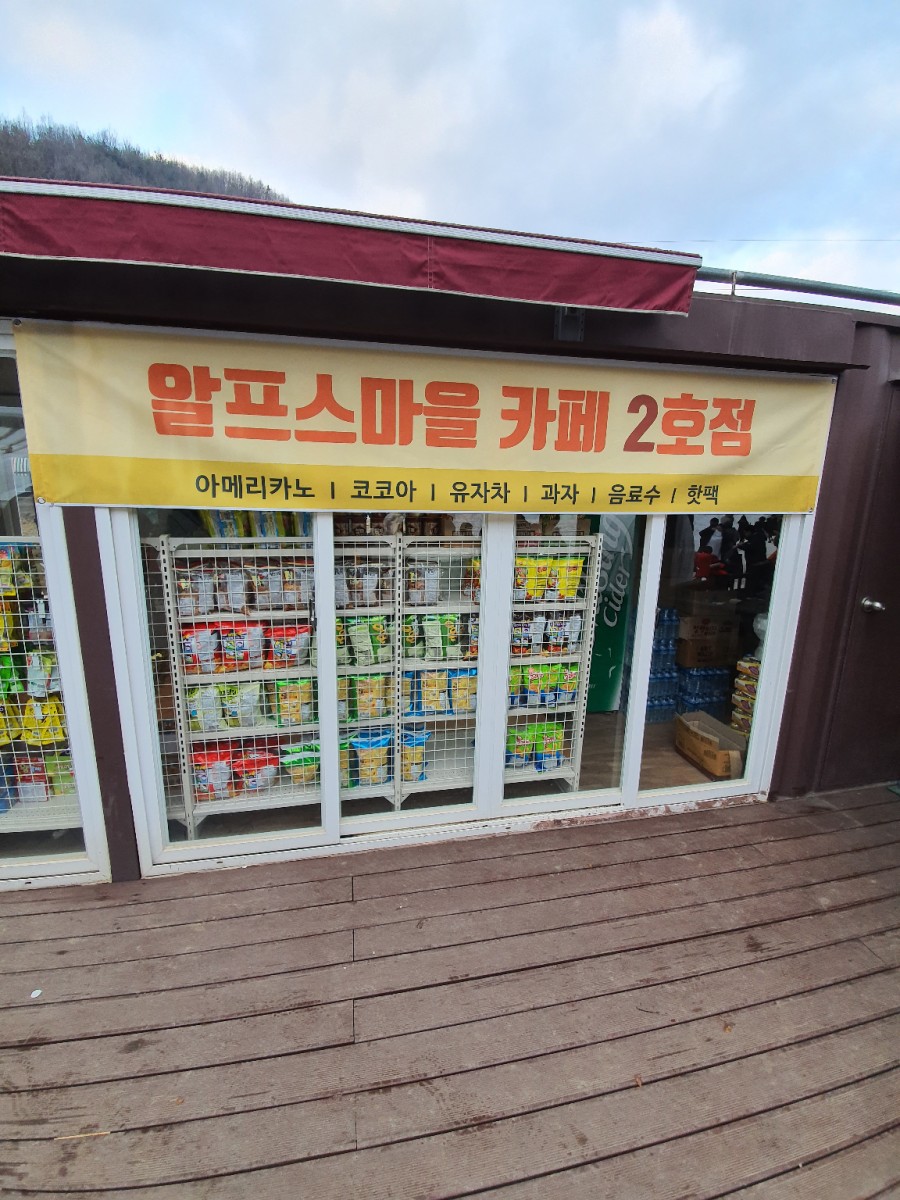 알프스마을 카페 2호점
아메리카노 | 코코아 | 유자차 | 과자 | 음료수 | 핫팩
Cider